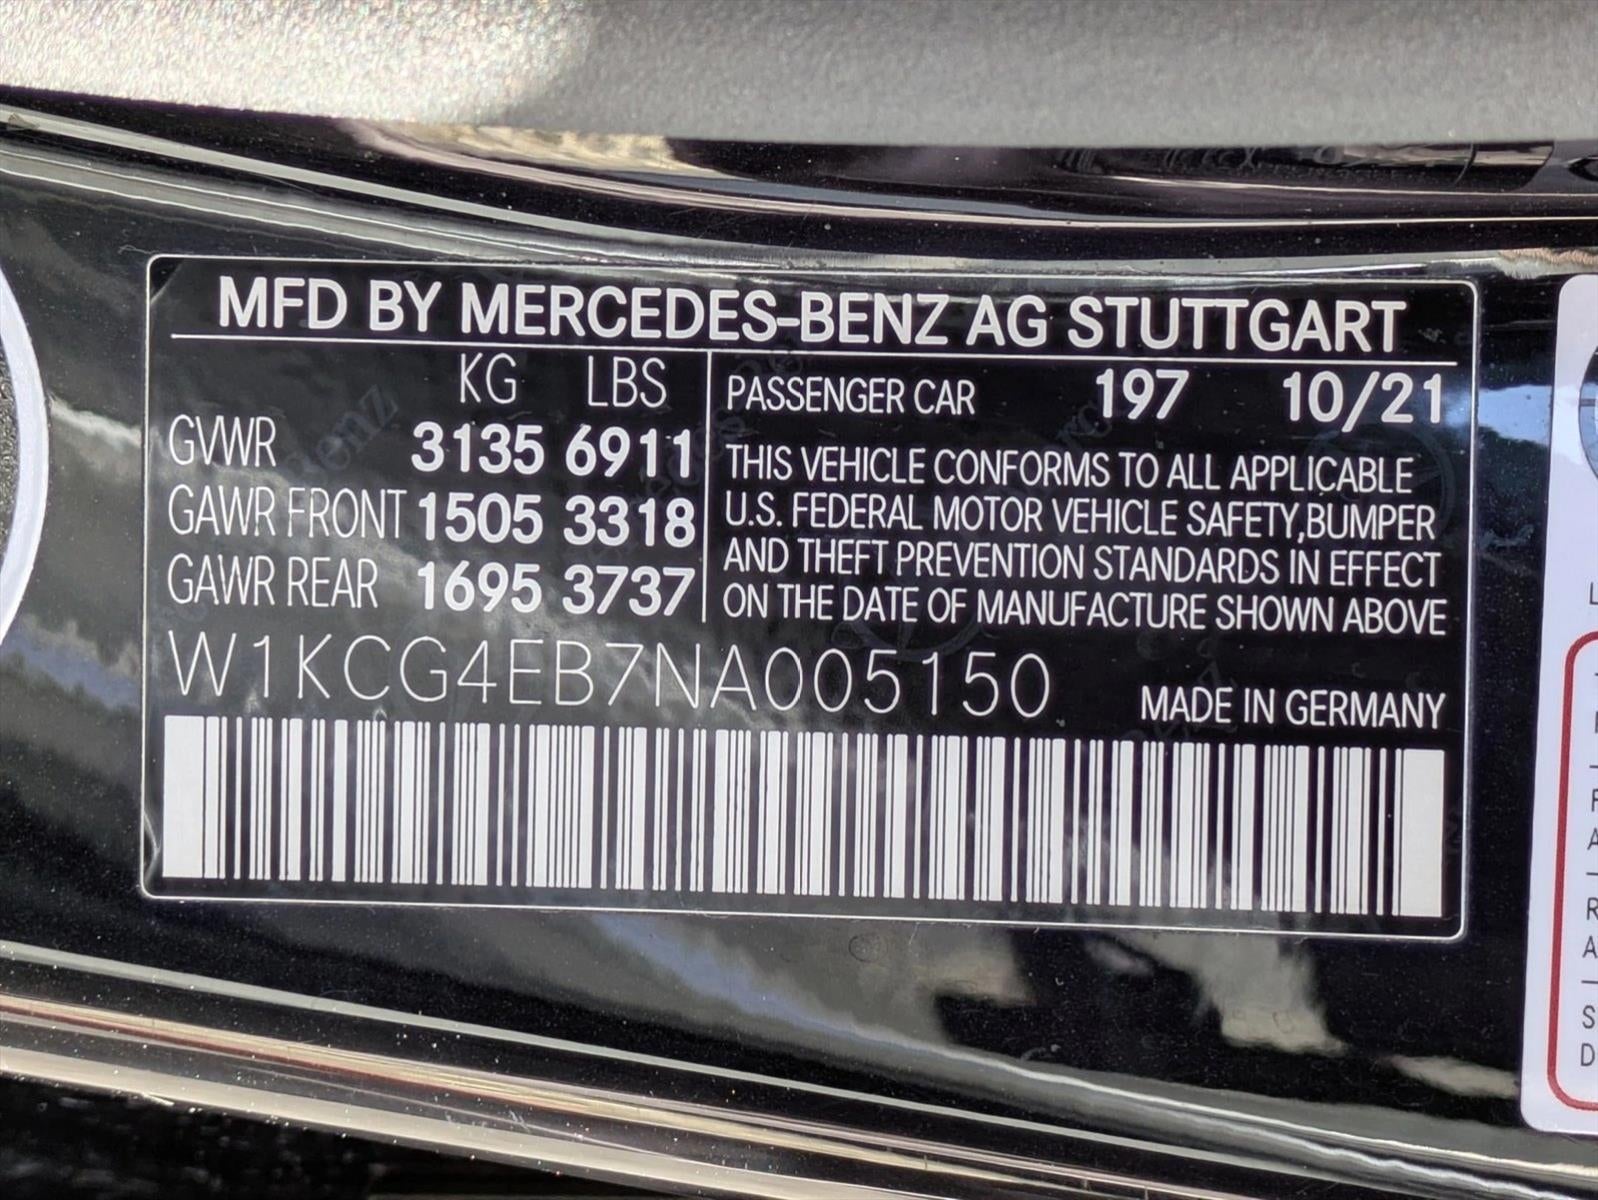 MFD BY MERCEDES-BENZ AG STUTTGART
KG LBS
GVWR 3135 6911
GAWR FRONT 1505 3318
GAWR REAR 1695 3737
PASSENGER CAR 197 10/21
THIS VEHICLE CONFORMS TO ALL APPLICABLE
U.S. FEDERAL MOTOR VEHICLE SAFETY,BUMPER
AND THEFT PREVENTION STANDARDS IN EFFECT
ON THE DATE OF MANUFACTURE SHOWN ABOVE
W1KCG4EB7NA005150
MADE IN GERMANY